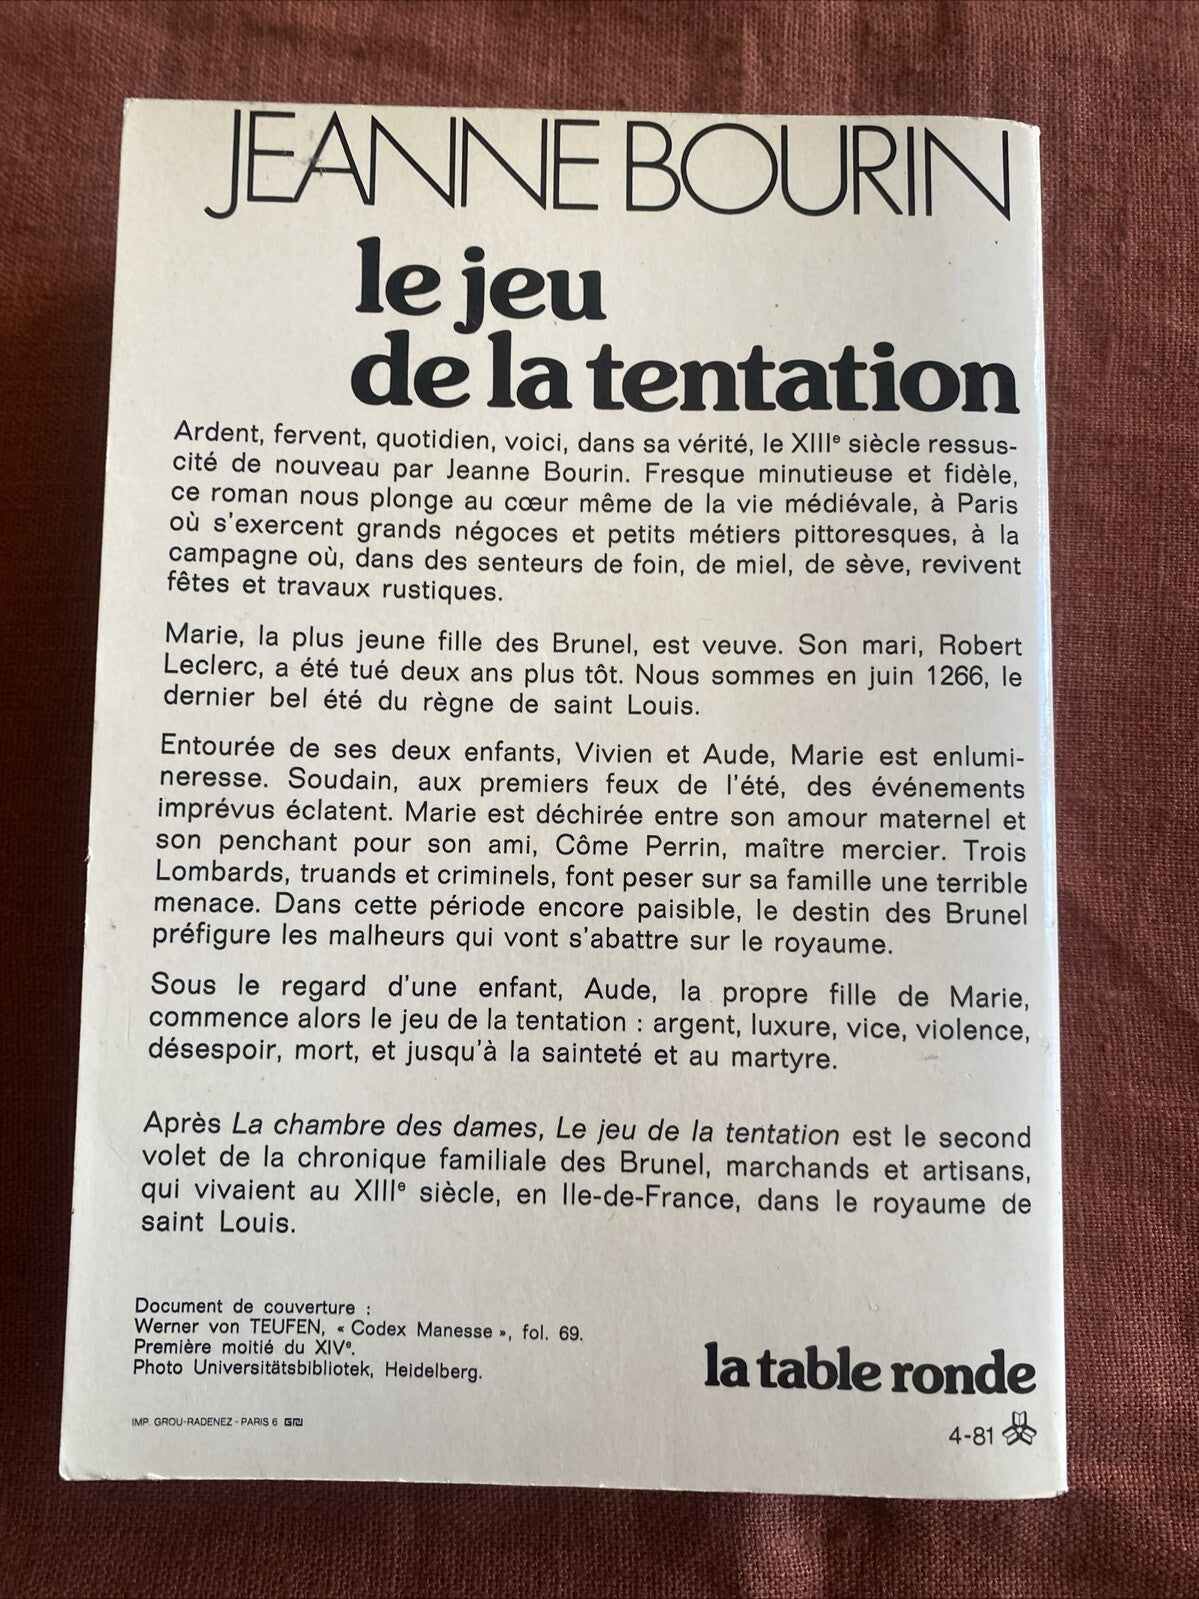 JEANNE BOURIN
le jeu
de la tentation
Ardent, fervent, quotidien, voici, dans sa vérité, le XIIIe siècle ressus-
cité de nouveau par Jeanne Bourin. Fresque minutieuse et fidèle,
ce roman nous plonge au cœur même de la vie médiévale, à Paris
où s'exercent grands négoces et petits métiers pittoresques, à la
campagne où, dans des senteurs de foin, de miel, de sève, revivent
fêtes et travaux rustiques.
Marie, la plus jeune fille des Brunel, est veuve. Son mari, Robert
Leclerc, a été tué deux ans plus tôt. Nous sommes en juin 1266, le
dernier bel été du règne de saint Louis.
Entourée de ses deux enfants, Vivien et Aude, Marie est enlumi-
neresse. Soudain, aux premiers feux de l'été, des événements
imprévus éclatent. Marie est déchirée entre son amour maternel et
son penchant pour son ami, Côme Perrin, maître mercier. Trois
Lombards, truands et criminels, font peser sur sa famille une terrible
menace. Dans cette période encore paisible, le destin des Brunel
préfigure les malheurs qui vont s'abattre sur le royaume.
Sous le regard d'une enfant, Aude, la propre fille de Marie,
commence alors le jeu de la tentation : argent, luxure, vice, violence,
désespoir, mort, et jusqu'à la sainteté et au martyre.
Après La chambre des dames, Le jeu de la tentation est le second
volet de la chronique familiale des Brunel, marchands et artisans,
qui vivaient au XIIIe siècle, en Ile-de-France, dans le royaume de
saint Louis.
Document de couverture :
Werner von TEUFEN, « Codex Manesse », fol. 69.
Première moitié du XIVe.
Photo Universitätsbibliotek, Heidelberg.
la table ronde
IMP. GROU-RADENEZ - PARIS 6
4-81